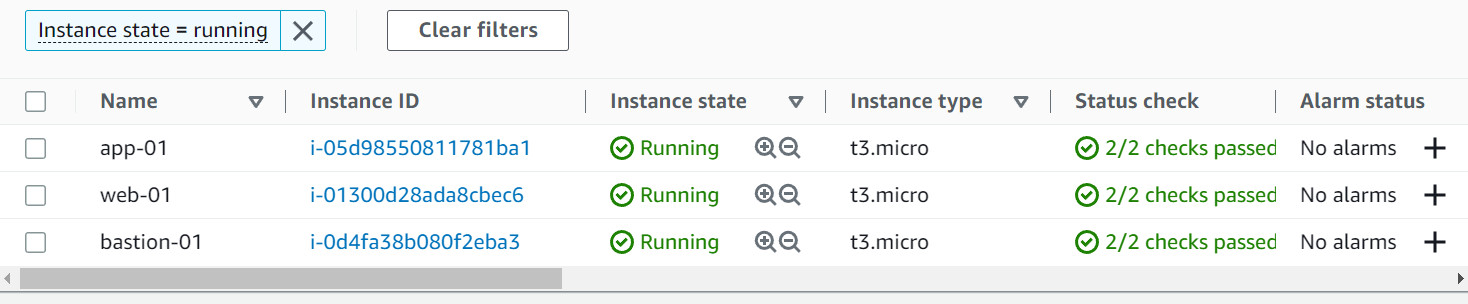 Instance state = running Clear filters
Name Instance ID Instance state Instance type Status check Alarm status
app-01 i-05d98550811781ba1 Running t3.micro 2/2 checks passed No alarms
web-01 i-01300d28ada8cbec6 Running t3.micro 2/2 checks passed No alarms
bastion-01 i-0d4fa38b080f2eba3 Running t3.micro 2/2 checks passed No alarms